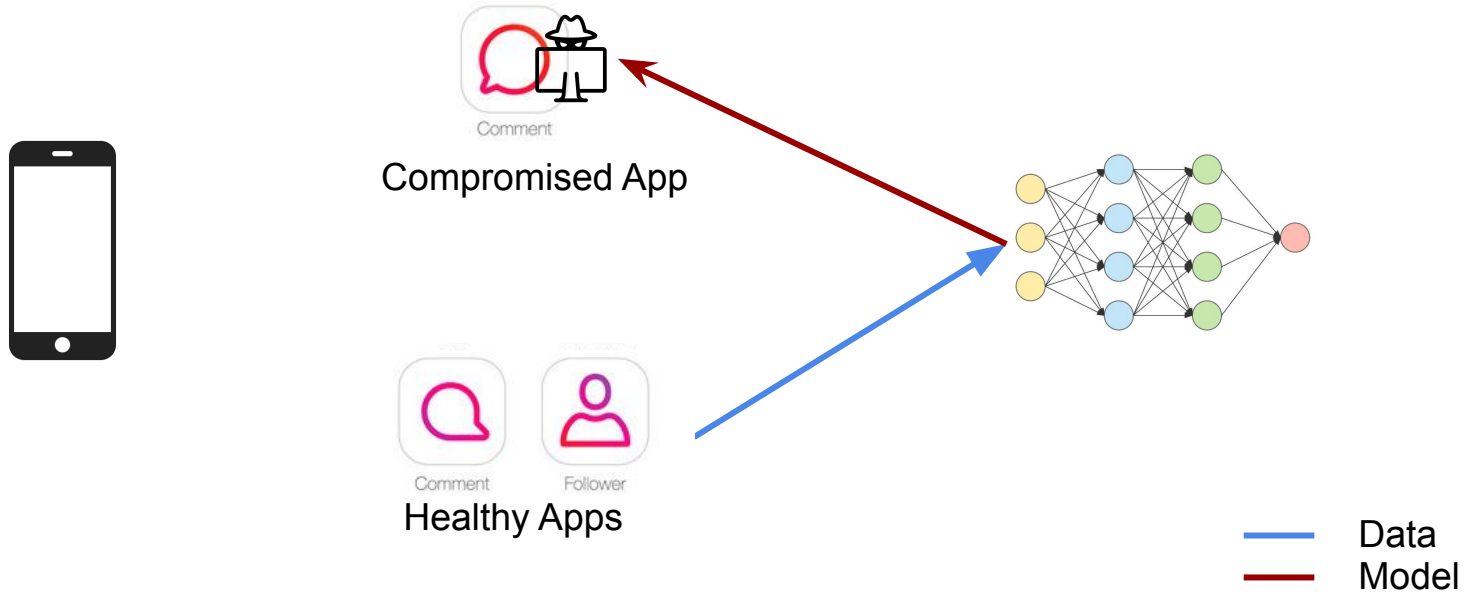 Comment
Compromised App
Comment
Follower
Healthy Apps
Data
Model